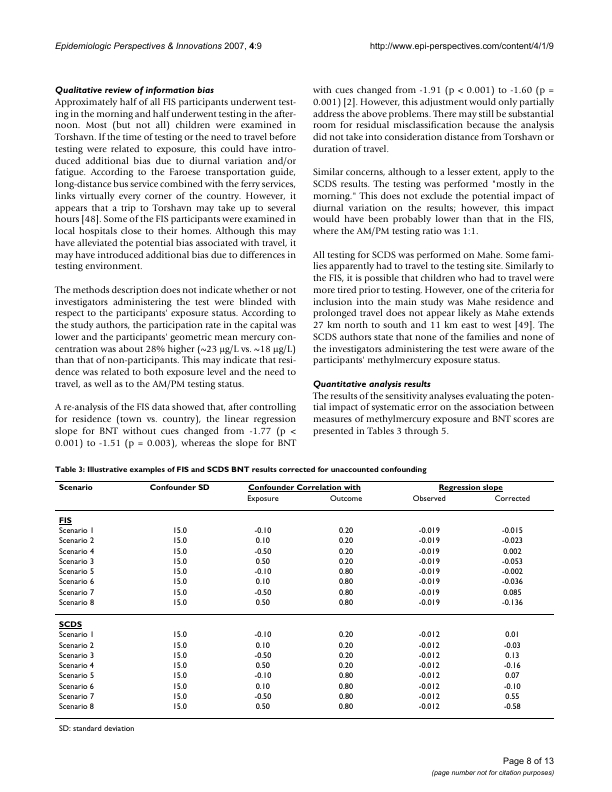 Epidemiologic Perspectives & Innovations 2007, 4:9
http://www.epi-perspectives.com/content/4/1/9
Qualitative review of information bias
Approximately half of all FIS participants underwent test-
ing in the morning and half underwent testing in the after-
noon. Most (but not all) children were examined in
Torshavn. If the time of testing or the need to travel before
testing were related to exposure, this could have intro-
duced additional bias due to diurnal variation and/or
fatigue. According to the Faroese transportation guide,
long-distance bus service combined with the ferry services,
links virtually every corner of the country. However, it
appears that a trip to Torshavn may take up to several
hours [48]. Some of the FIS participants were examined in
local hospitals close to their homes. Although this may
have alleviated the potential bias associated with travel, it
may have introduced additional bias due to differences in
testing environment.
The methods description does not indicate whether or not
investigators administering the test were blinded with
respect to the participants' exposure status. According to
the study authors, the participation rate in the capital was
lower and the participants' geometric mean mercury con-
centration was about 28% higher (~23 μg/L vs. ~18 μg/L)
than that of non-participants. This may indicate that resi-
dence was related to both exposure level and the need to
travel, as well as to the AM/PM testing status.
A re-analysis of the FIS data showed that, after controlling
for residence (town vs. country), the linear regression
slope for BNT without cues changed from -1.77 (p <
0.001) to -1.51 (p = 0.003), whereas the slope for BNT
with cues changed from -1.91 (p < 0.001) to -1.60 (p =
0.001) [2]. However, this adjustment would only partially
address the above problems. There may still be substantial
room for residual misclassification because the analysis
did not take into consideration distance from Torshavn or
duration of travel.
Similar concerns, although to a lesser extent, apply to the
SCDS results. The testing was performed "mostly in the
morning." This does not exclude the potential impact of
diurnal variation on the results; however, this impact
would have been probably lower than that in the FIS,
where the AM/PM testing ratio was 1:1.
All testing for SCDS was performed on Mahe. Some fami-
lies apparently had to travel to the testing site. Similarly to
the FIS, it is possible that children who had to travel were
more tired prior to testing. However, one of the criteria for
inclusion into the main study was Mahe residence and
prolonged travel does not appear likely as Mahe extends
27 km north to south and 11 km east to west [49]. The
SCDS authors state that none of the families and none of
the investigators administering the test were aware of the
participants' methylmercury exposure status.
Quantitative analysis results
The results of the sensitivity analyses evaluating the poten-
tial impact of systematic error on the association between
measures of methylmercury exposure and BNT scores are
presented in Tables 3 through 5.
Table 3: Illustrative examples of FIS and SCDS BNT results corrected for unaccounted confounding
Scenario Confounder SD Confounder Correlation with Regression slope
Exposure Outcome Observed Corrected
FIS
Scenario 1 15.0 -0.10 0.20 -0.019 -0.015
Scenario 2 15.0 0.10 0.20 -0.019 -0.023
Scenario 4 15.0 -0.50 0.20 -0.019 0.002
Scenario 3 15.0 0.50 0.20 -0.019 -0.053
Scenario 5 15.0 -0.10 0.80 -0.019 -0.002
Scenario 6 15.0 0.10 0.80 -0.019 -0.036
Scenario 7 15.0 -0.50 0.80 -0.019 0.085
Scenario 8 15.0 0.50 0.80 -0.019 -0.136
SCDS
Scenario 1 15.0 -0.10 0.20 -0.012 0.01
Scenario 2 15.0 0.10 0.20 -0.012 -0.03
Scenario 3 15.0 -0.50 0.20 -0.012 0.13
Scenario 4 15.0 0.50 0.20 -0.012 -0.16
Scenario 5 15.0 -0.10 0.80 -0.012 0.07
Scenario 6 15.0 0.10 0.80 -0.012 -0.10
Scenario 7 15.0 -0.50 0.80 -0.012 0.55
Scenario 8 15.0 0.50 0.80 -0.012 -0.58
SD: standard deviation
Page 8 of 13
(page number not for citation purposes)